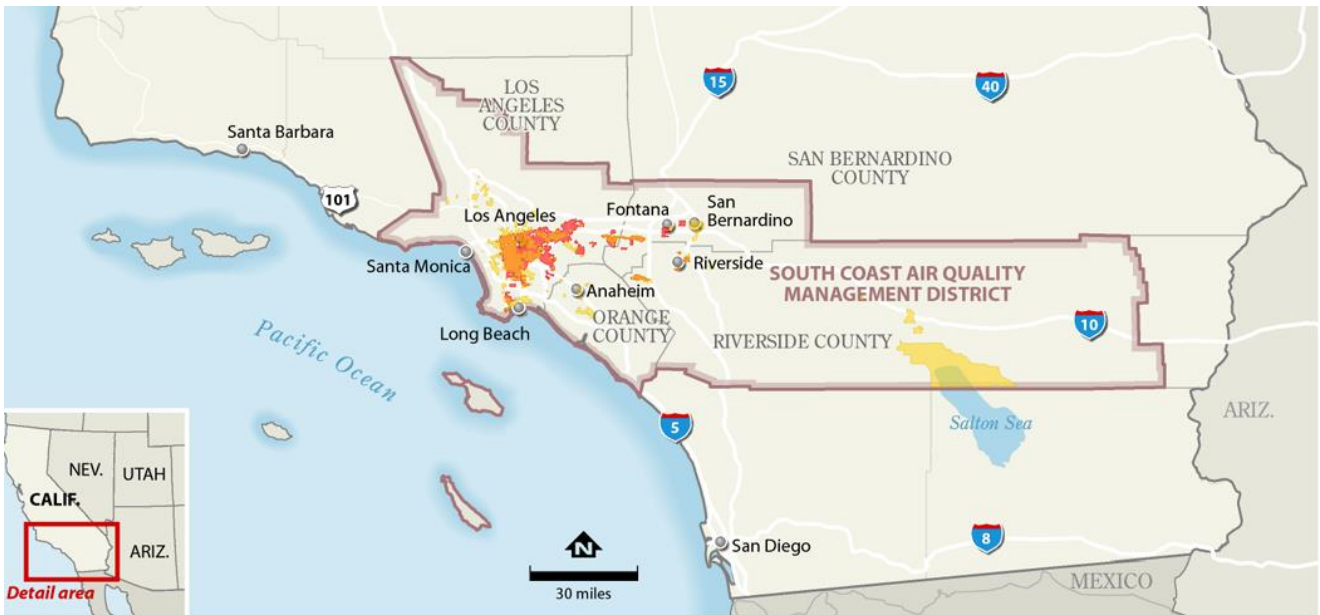 15
40
LOS
ANGELES
COUNTY
Santa Barbara
SAN BERNARDINO
COUNTY
101
Los Angeles
Fontana
San
Bernardino
Santa Monica
Riverside
SOUTH COAST AIR QUALITY
MANAGEMENT DISTRICT
Anaheim
Long Beach
ORANGE
COUNTY
RIVERSIDE COUNTY
10
Pacific Ocean
5
Salton Sea
ARIZ.
NEV.
UTAH
CALIF.
ARIZ.
Detail area
N
30 miles
San Diego
8
MEXICO